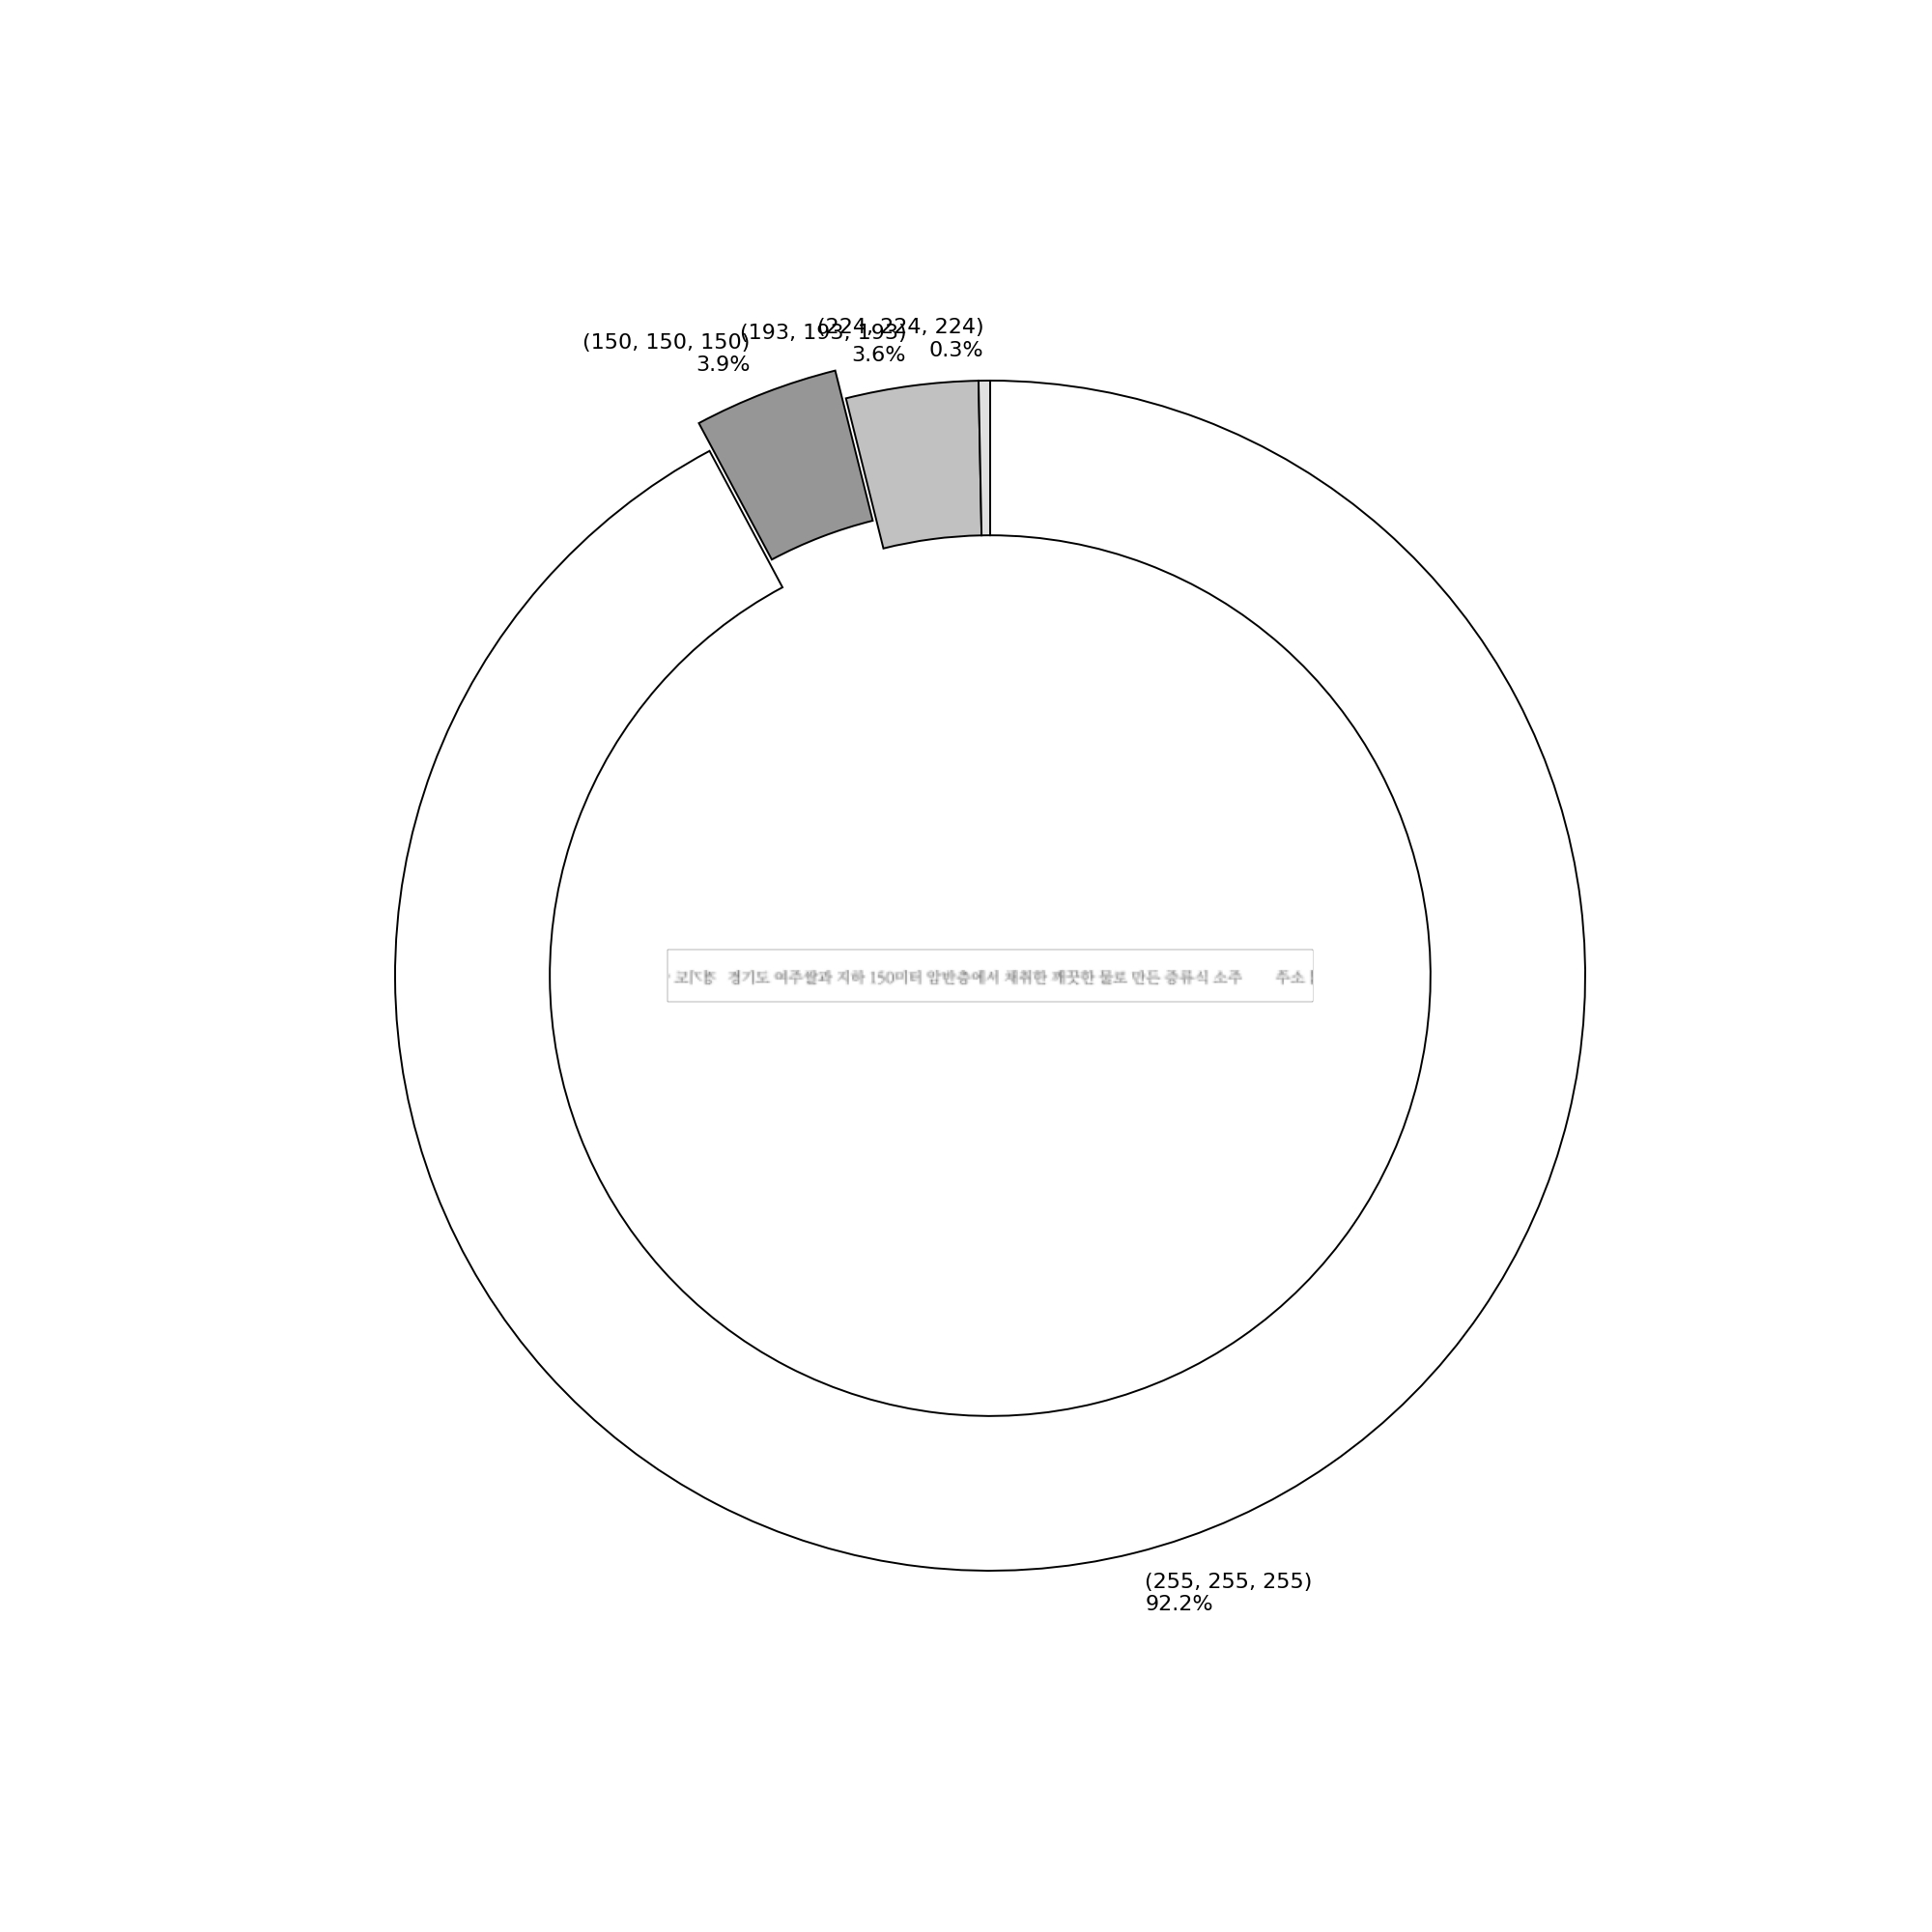 (224, 224, 224)
0.3%
(193, 193, 193)
3.6%
(150, 150, 150)
3.9%
경기도 여주쌀과 지하 150미터 암반층에서 채취한 깨끗한 물로 만든 증류식 소주 주소
(255, 255, 255)
92.2%